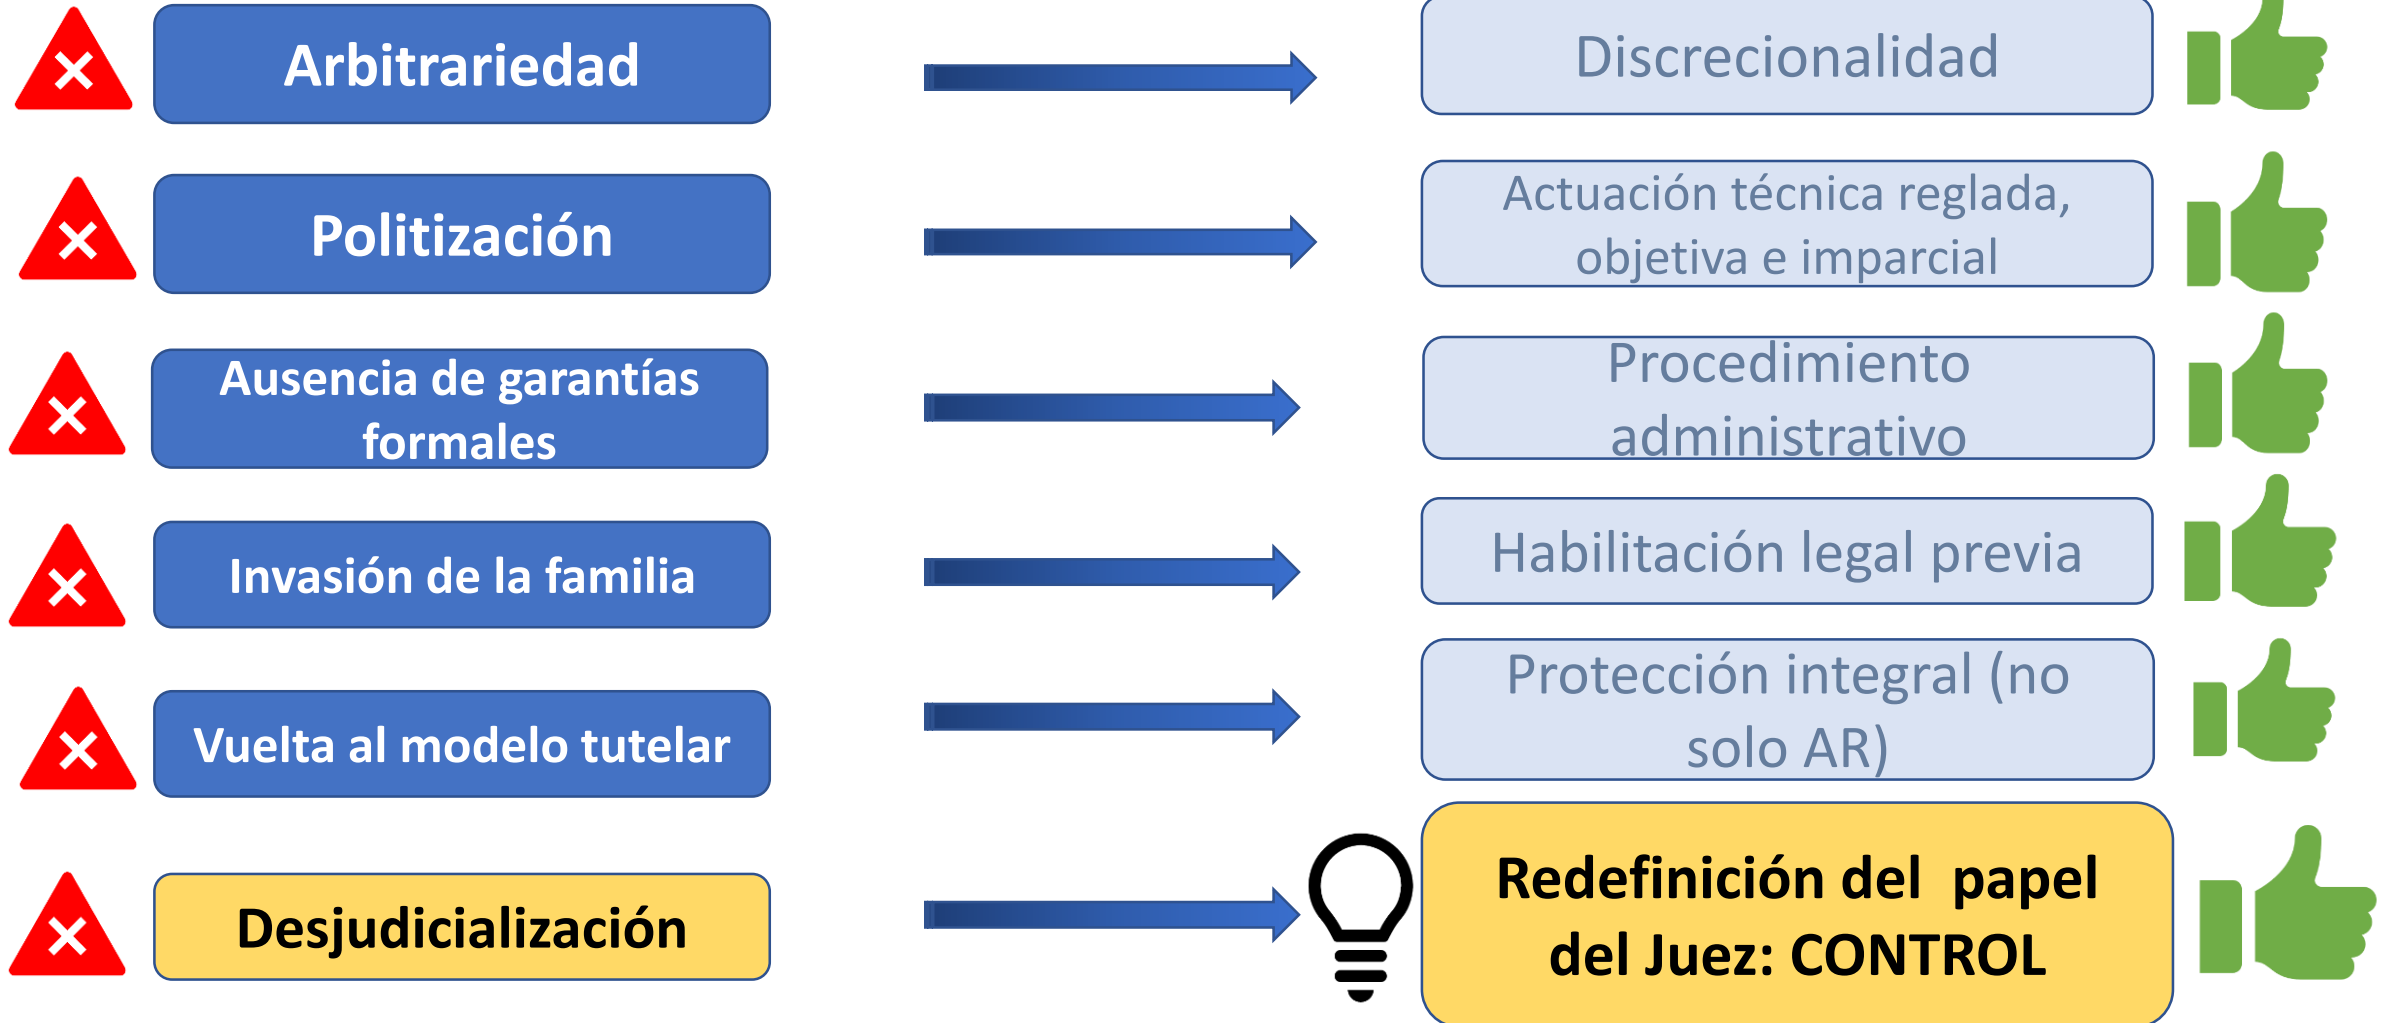 Arbitrariedad
Discrecionalidad
Politización
Actuación técnica reglada,
objetiva e imparcial
Ausencia de garantías
formales
Procedimiento
administrativo
Invasión de la familia
Habilitación legal previa
Vuelta al modelo tutelar
Protección integral (no
solo AR)
Desjudicialización
Redefinición del papel
del Juez: CONTROL